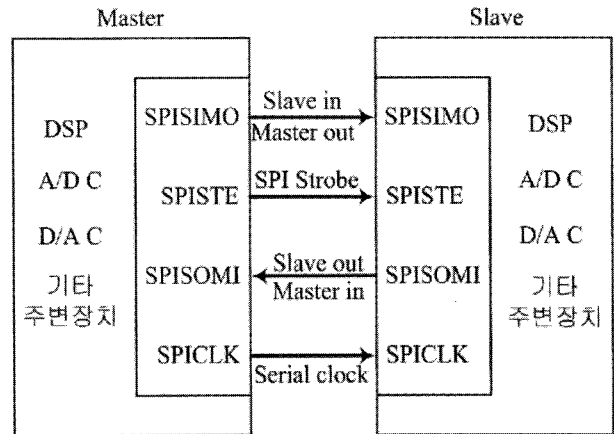 Master
Slave
DSP
A/D C
D/A C
기타
주변장치
SPISIMO
SPISTE
SPISOMI
SPICLK
Slave in
Master out
SPI Strobe
Slave out
Master in
Serial clock
SPISIMO
SPISTE
SPISOMI
SPICLK
DSP
A/D C
D/A C
기타
주변장치